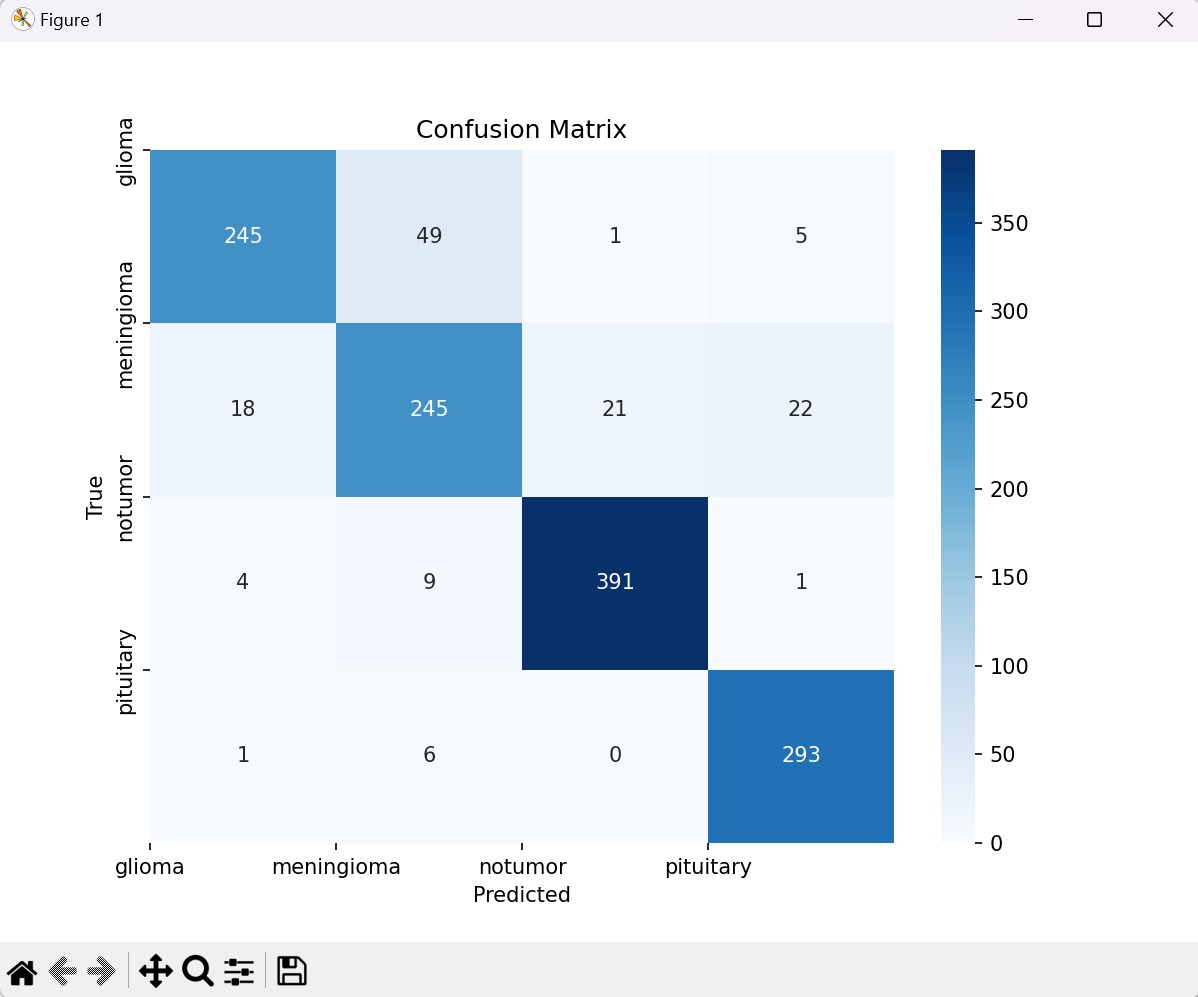 Figure 1
Confusion Matrix
glioma
245 49 1 5
350
300
meningioma
18 245 21 22
250
200
True
notumor
4 9 391 1
150
100
pituitary
1 6 0 293
50
0
glioma meningioma notumor pituitary
Predicted